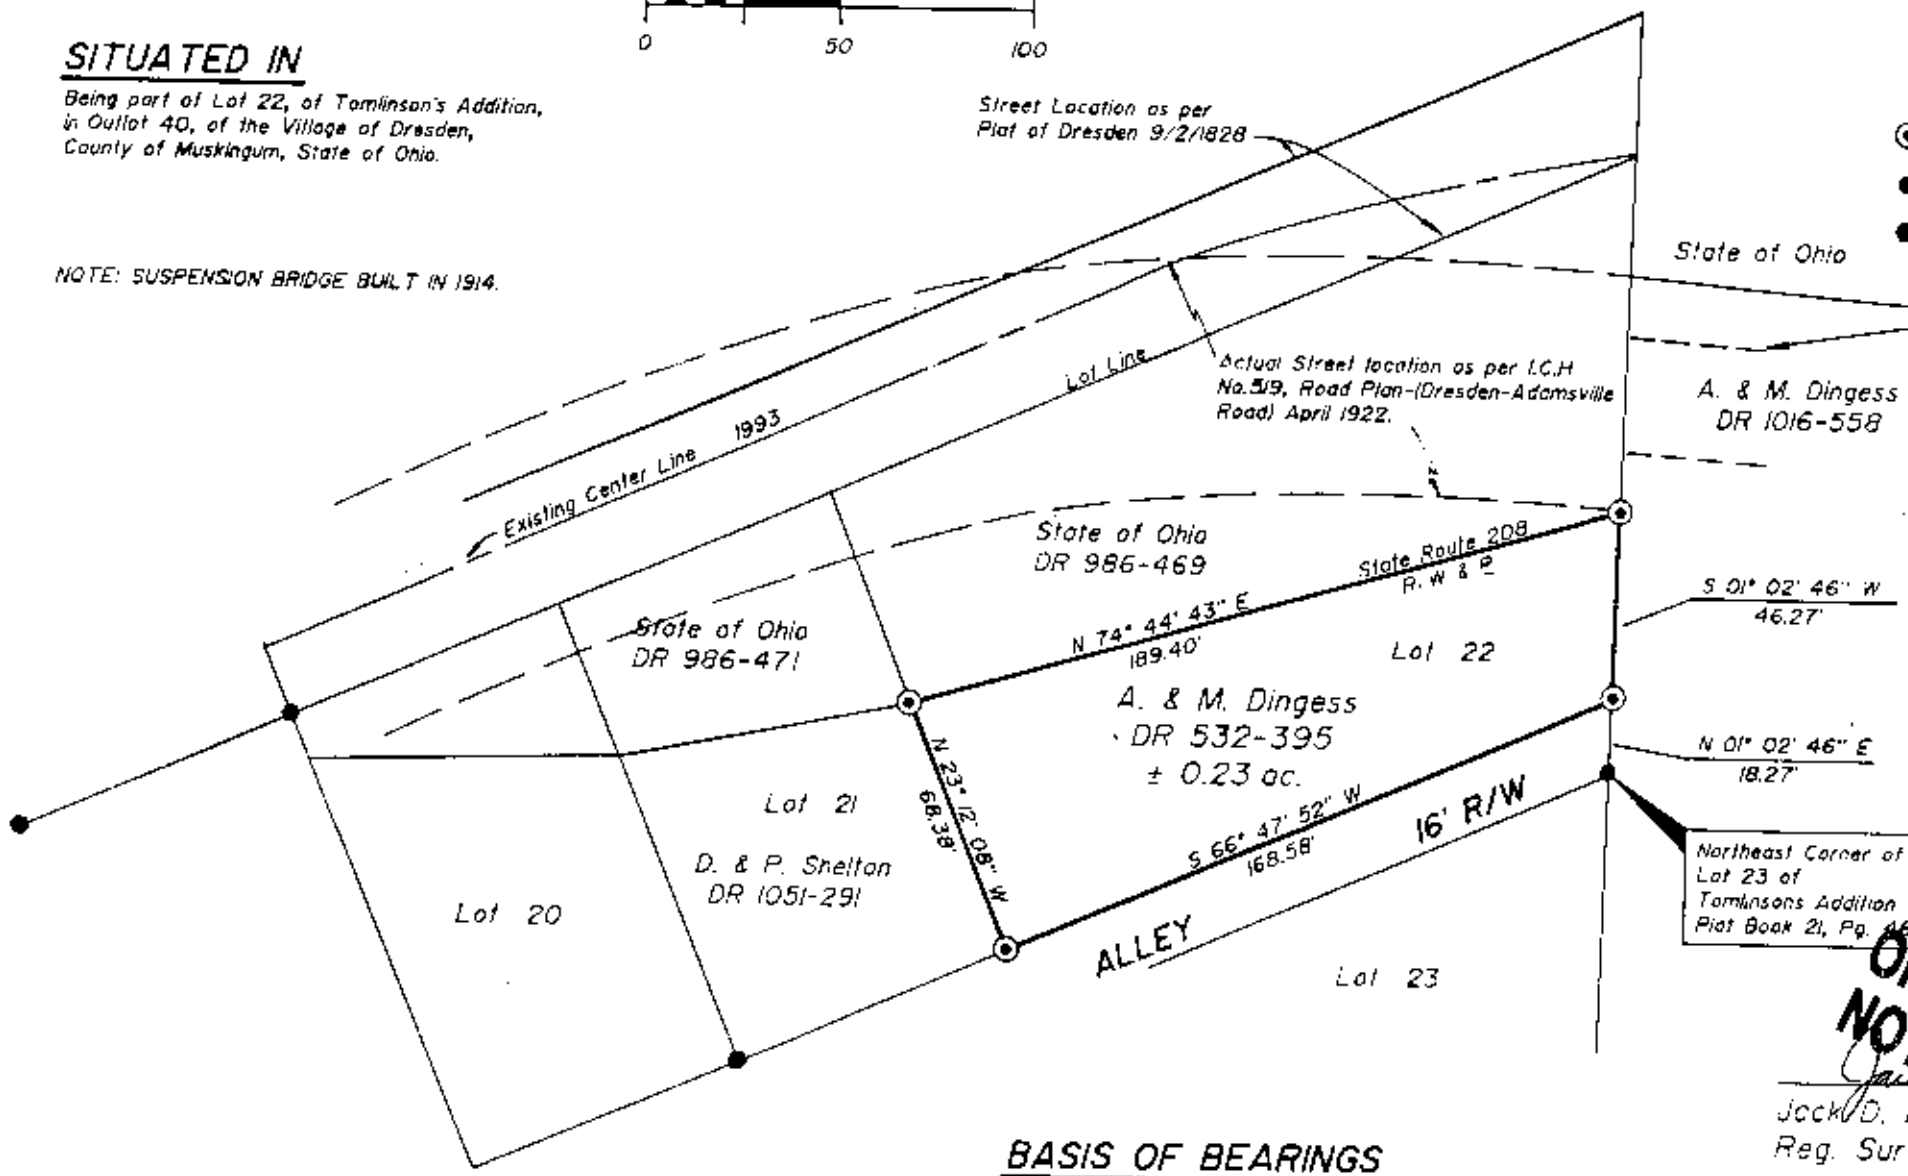 0 50 100
SITUATED IN
Being part of Lot 22, of Tomlinson's Addition,
in Outlot 40, of the Village of Dresden,
County of Muskingum, State of Ohio.
Street Location as per
Plat of Dresden 9/2/1828
NOTE: SUSPENSION BRIDGE BUILT IN 1914.
State of Ohio
Lot Line
Actual Street location as per I.C.H
No.519, Road Plan-(Dresden-Adamsville
Road) April 1922.
A. & M. Dingess
DR 1016-558
Existing Center Line 1993
State of Ohio
DR 986-469
State Route 208
R.W & P
S 01° 02' 46" W
46.27'
State of Ohio
DR 986-471
N 74° 44' 43" E
189.40'
Lot 22
A. & M. Dingess
DR 532-395
± 0.23 ac.
N 01° 02' 46" E
18.27'
N 23° 12' 08" W
68.38'
Lot 21
D. & P. Shelton
DR 1051-291
S 66° 47' 52" W
168.58'
16' R/W
ALLEY
Northeast Corner of
Lot 23 of
Tomlinsons Addition
Plat Book 21, Pg.
Lot 20
Lot 23
Jack D.
Reg. Sur
BASIS OF BEARINGS